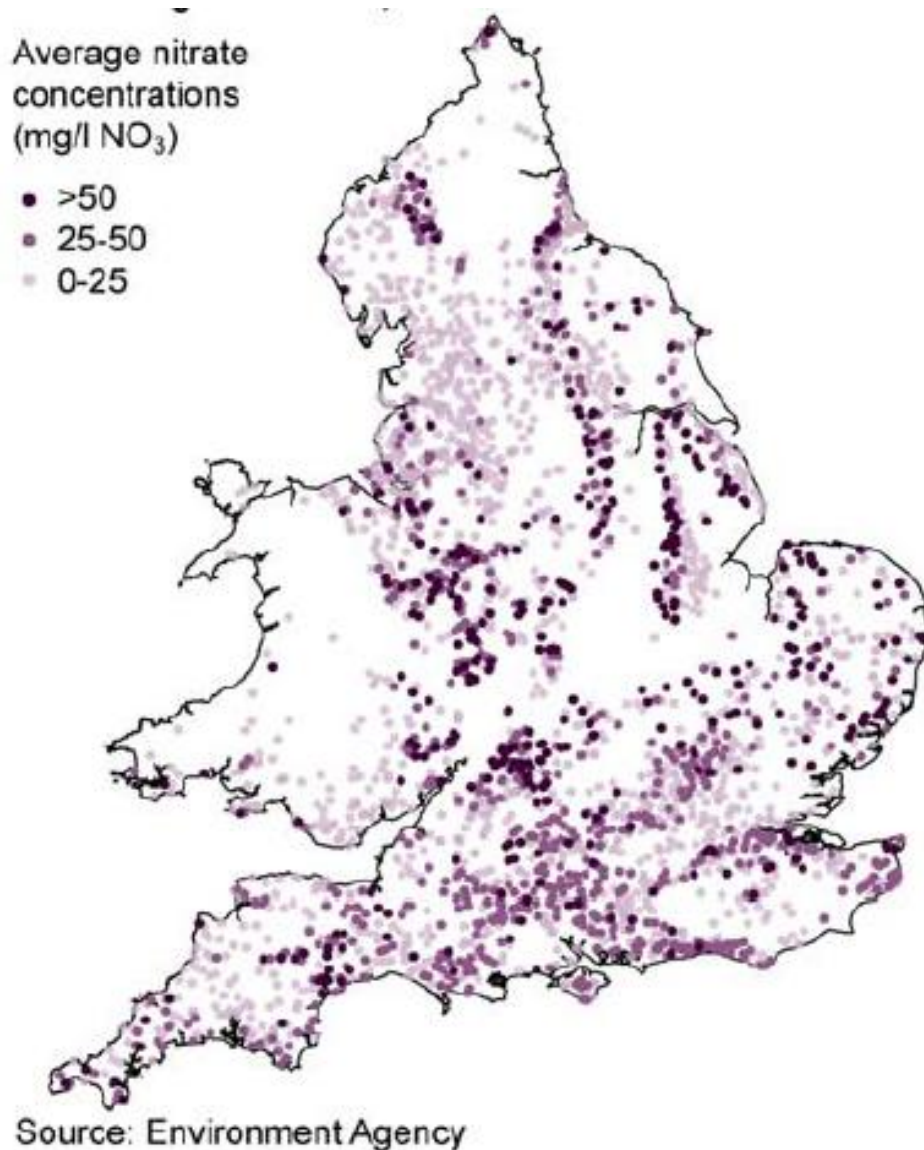 Average nitrate
concentrations
(mg/l NO₃)
>50
25-50
0-25
Source: Environment Agency